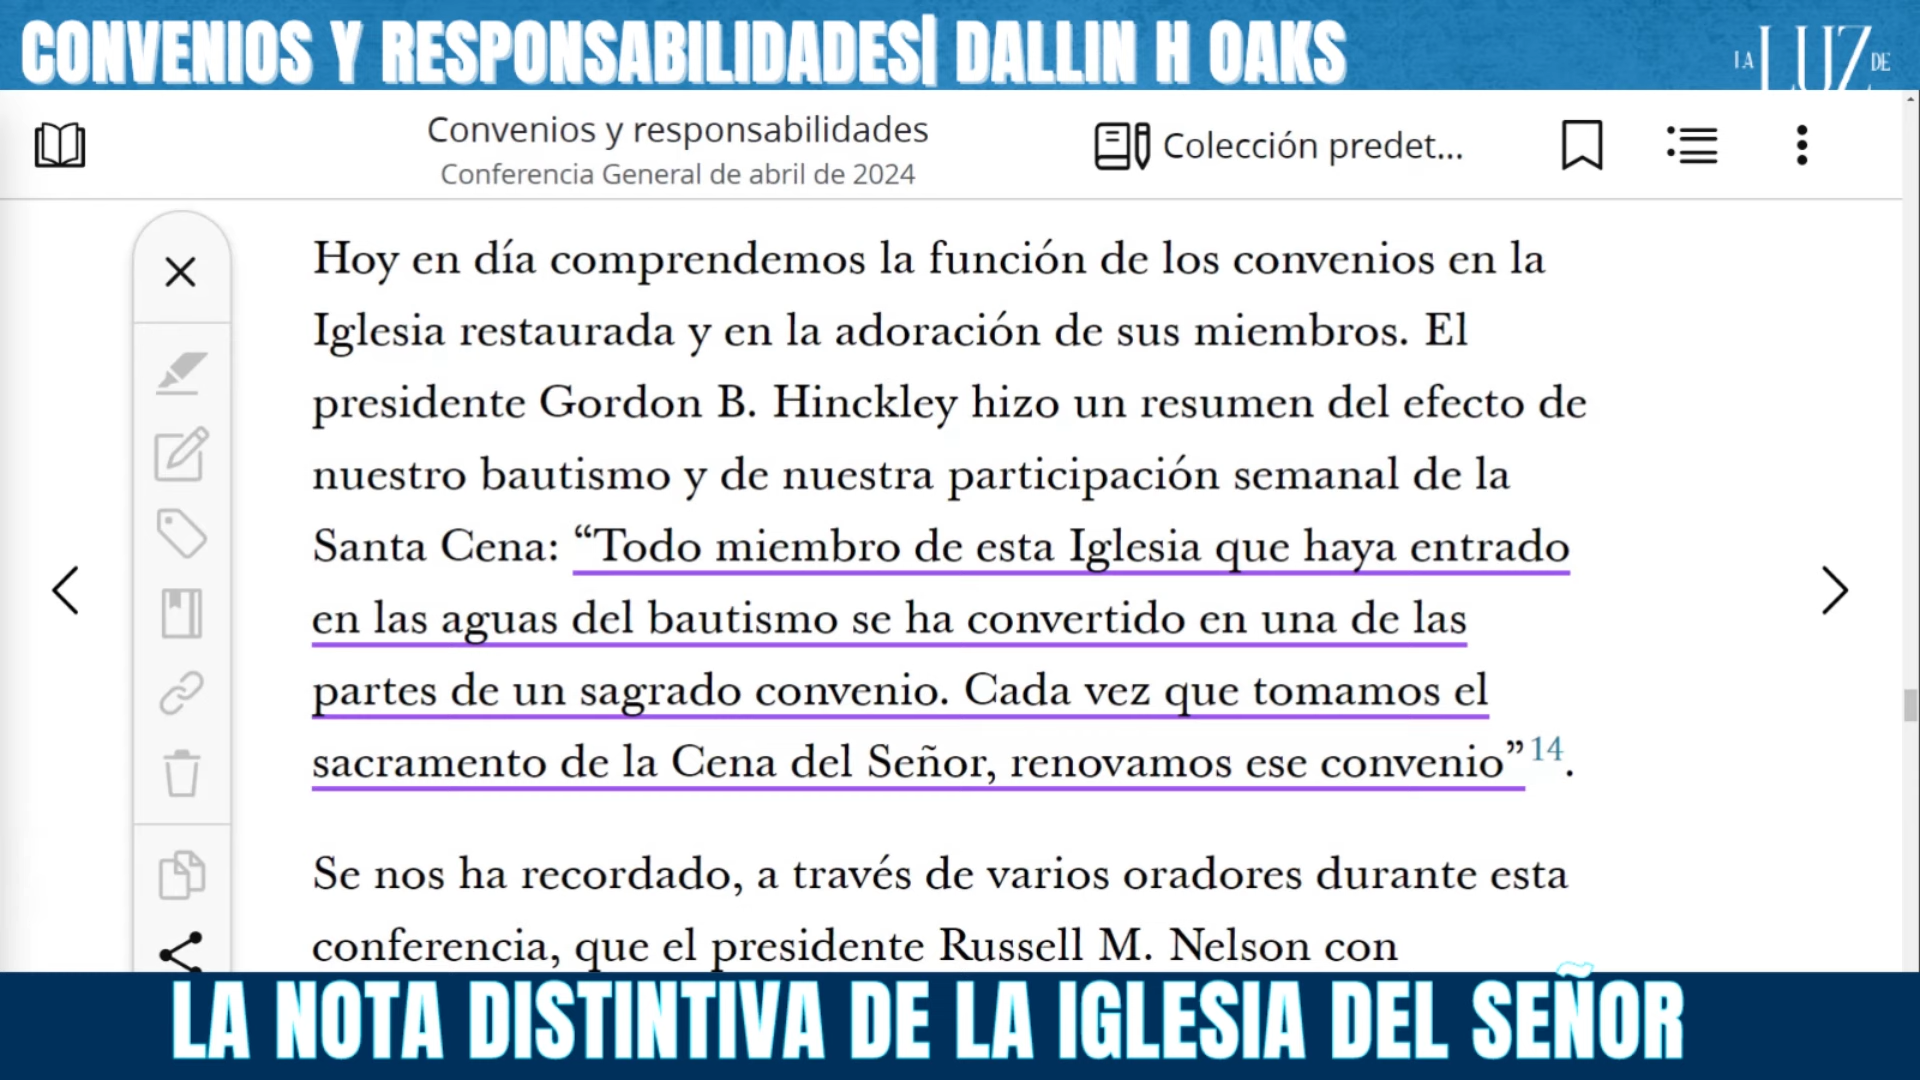 CONVENIOS Y RESPONSABILIDADES| DALLIN H OAKS
LA LUZ DE
Convenios y responsabilidades
Conferencia General de abril de 2024
Colección predet...
Hoy en día comprendemos la función de los convenios en la
Iglesia restaurada y en la adoración de sus miembros. El
presidente Gordon B. Hinckley hizo un resumen del efecto de
nuestro bautismo y de nuestra participación semanal de la
Santa Cena: “Todo miembro de esta Iglesia que haya entrado
en las aguas del bautismo se ha convertido en una de las
partes de un sagrado convenio. Cada vez que tomamos el
sacramento de la Cena del Señor, renovamos ese convenio”14.
Se nos ha recordado, a través de varios oradores durante esta
conferencia, que el presidente Russell M. Nelson con
LA NOTA DISTINTIVA DE LA IGLESIA DEL SEÑOR